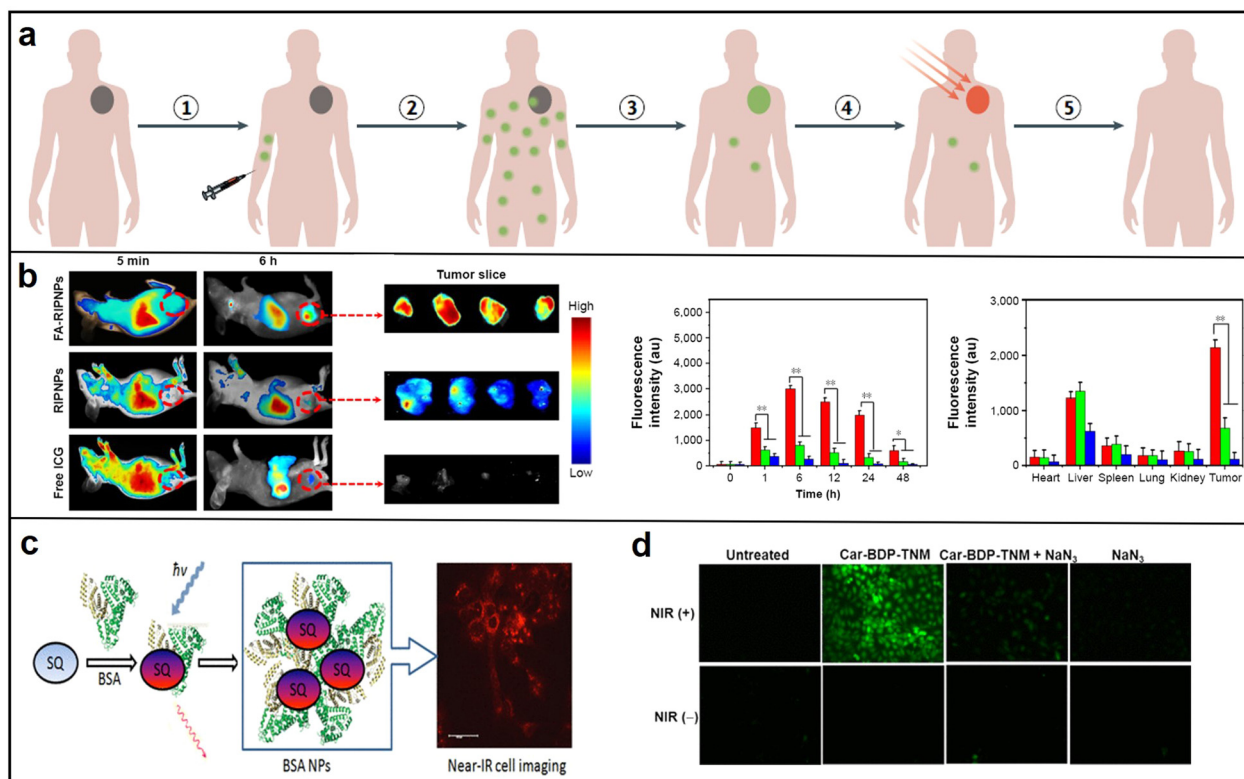 a
1
2
3
4
5
b
5 min
6 h
Tumor slice
FA-RIPNPs
RIPNPs
Free ICG
High
Low
Fluorescence
intensity (au)
6,000
5,000
4,000
3,000
2,000
1,000
0
**
**
**
**
*
0
1
6
12
24
48
Time (h)
Fluorescence
intensity (au)
3,000
2,000
1,000
0
**
Heart
Liver
Spleen
Lung
Kidney
Tumor
c
ħν
SQ
BSA
SQ
SQ
SQ
SQ
SQ
BSA NPs
Near-IR cell imaging
d
Untreated
Car-BDP-TNM
Car-BDP-TNM + NaN₃
NaN₃
NIR (+)
NIR (−)